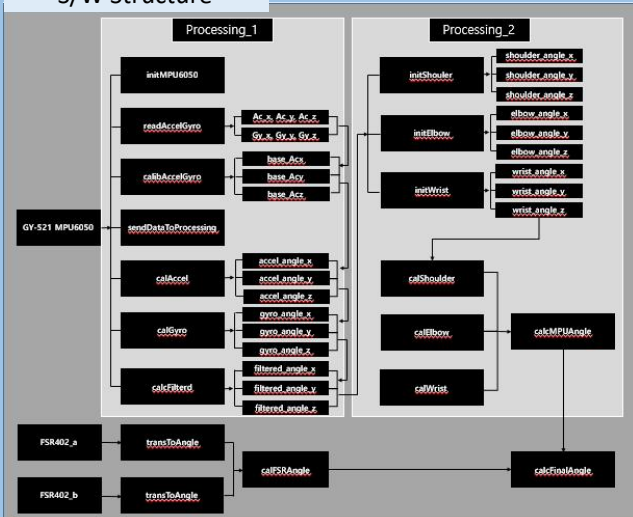 S/W Structure
Processing_1
Processing_2
initMPU6050
readAccelGyro
Ac_x, Ac_y, Ac_z
Gy_x, Gy_y, Gy_z
calibAccelGyro
base_Acx
base_Acy
base_Acz
GY-521 MPU6050
sendDataToProcessing
calAccel
accel_angle_x
accel_angle_y
accel_angle_z
calGyro
gyro_angle_x
gyro_angle_y
gyro_angle_z
calcFilterd
filtered_angle_x
filtered_angle_y
filtered_angle_z
initShouler
shoulder_angle_x
shoulder_angle_y
shoulder_angle_z
initElbow
elbow_angle_x
elbow_angle_y
elbow_angle_z
initWrist
wrist_angle_x
wrist_angle_y
wrist_angle_z
calShoulder
calElbow
calWrist
calcMPUAngle
FSR402_a
transToAngle
FSR402_b
transToAngle
calFSRAngle
calcFinalAngle